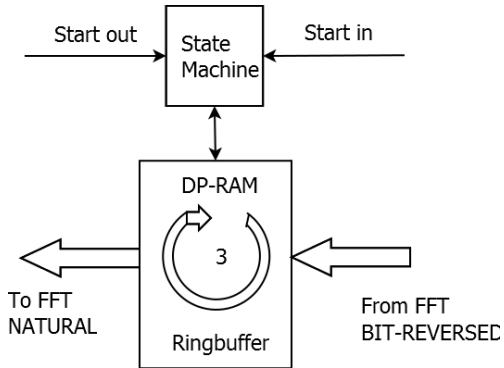 Start out
State
Machine
Start in
DP-RAM
3
Ringbuffer
To FFT
NATURAL
From FFT
BIT-REVERSED